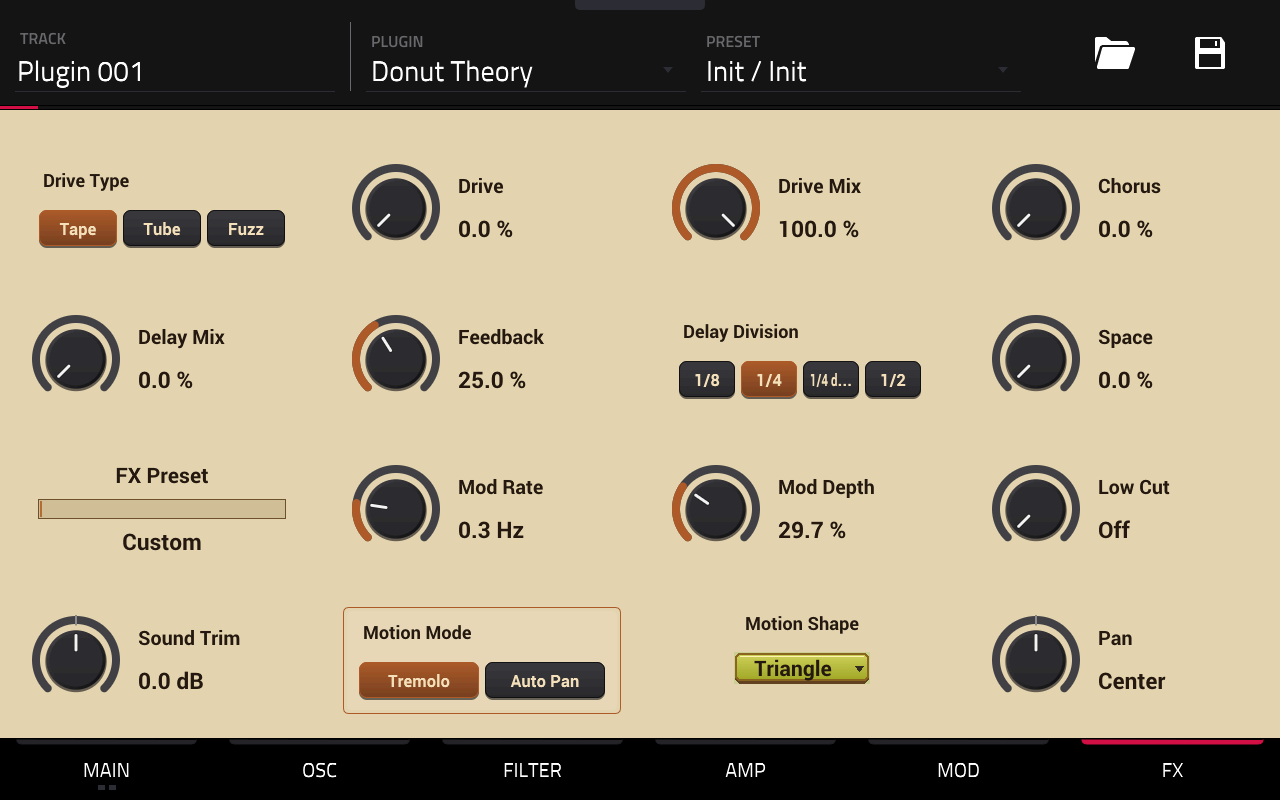 TRACK
Plugin 001
PLUGIN
Donut Theory
PRESET
Init / Init
Drive Type
Tape
Tube
Fuzz
Drive
0.0 %
Drive Mix
100.0 %
Chorus
0.0 %
Delay Mix
0.0 %
Feedback
25.0 %
Delay Division
1/8
1/4
1/4 d...
1/2
Space
0.0 %
FX Preset
Custom
Mod Rate
0.3 Hz
Mod Depth
29.7 %
Low Cut
Off
Sound Trim
0.0 dB
Motion Mode
Tremolo
Auto Pan
Motion Shape
Triangle
Pan
Center
MAIN
OSC
FILTER
AMP
MOD
FX